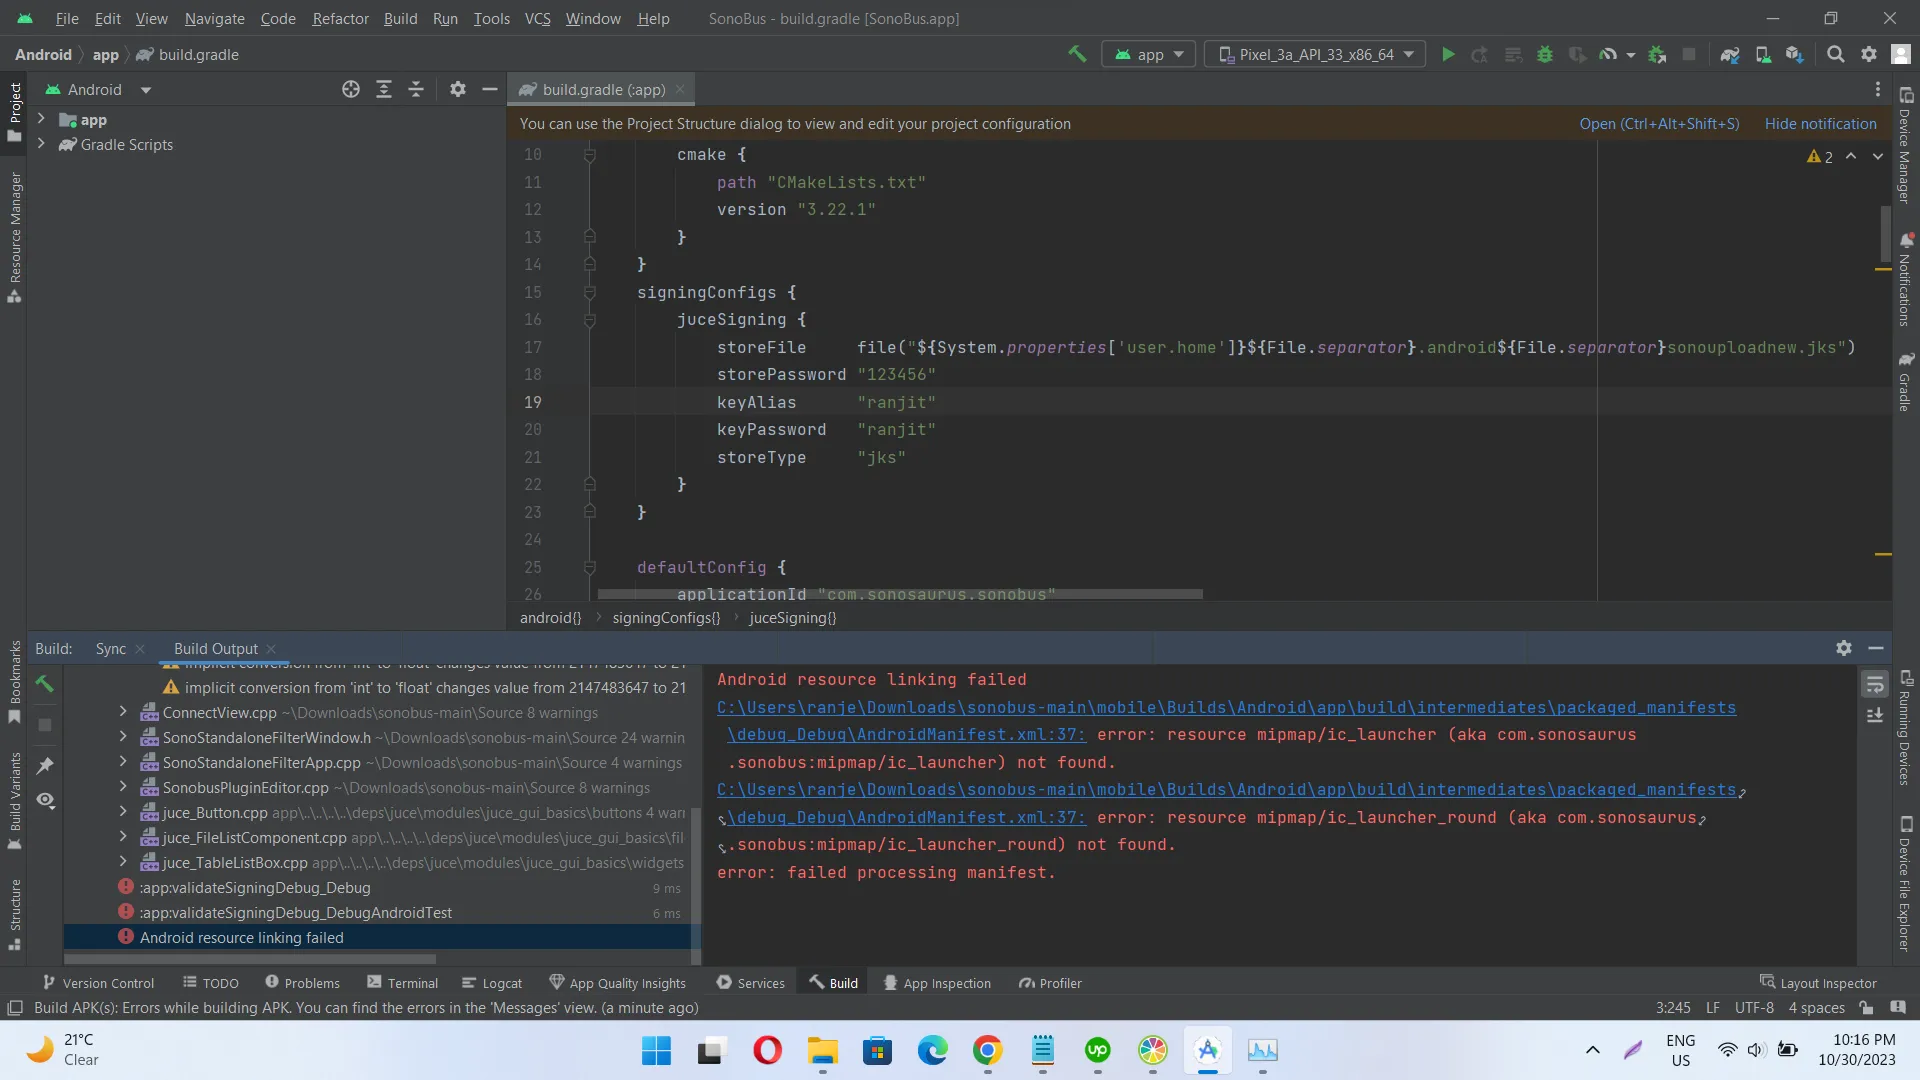 File Edit View Navigate Code Refactor Build Run Tools VCS Window Help SonoBus - build.gradle [SonoBus.app]
Android app build.gradle
app Pixel_3a_API_33_x86_64
Android
build.gradle (:app)
app
Gradle Scripts
You can use the Project Structure dialog to view and edit your project configuration Open (Ctrl+Alt+Shift+S) Hide notification
2
10 cmake {
11 path "CMakeLists.txt"
12 version "3.22.1"
13 }
14 }
15 signingConfigs {
16 juceSigning {
17 storeFile file("${System.properties['user.home']}${File.separator}.android${File.separator}sonouploadnew.jks")
18 storePassword "123456"
19 keyAlias "ranjit"
20 keyPassword "ranjit"
21 storeType "jks"
22 }
23 }
24
25 defaultConfig {
26 applicationId "com.sonosaurus.sonobus"
android{} signingConfigs{} juceSigning{}
Project
Resource Manager
Bookmarks
Build Variants
Structure
Device Manager
Notifications
Gradle
Running Devices
Device File Explorer
Build: Sync Build Output
implicit conversion from 'int' to 'float' changes value from 2147483647 to 21
implicit conversion from 'int' to 'float' changes value from 2147483647 to 21
ConnectView.cpp ~\Downloads\sonobus-main\Source 8 warnings
SonoStandaloneFilterWindow.h ~\Downloads\sonobus-main\Source 24 warnin
SonoStandaloneFilterApp.cpp ~\Downloads\sonobus-main\Source 4 warnings
SonobusPluginEditor.cpp ~\Downloads\sonobus-main\Source 8 warnings
juce_Button.cpp app\..\..\..\..\deps\juce\modules\juce_gui_basics\buttons 4 warr
juce_FileListComponent.cpp app\..\..\..\..\deps\juce\modules\juce_gui_basics\fil
juce_TableListBox.cpp app\..\..\..\..\deps\juce\modules\juce_gui_basics\widgets
:app:validateSigningDebug_Debug 9 ms
:app:validateSigningDebug_DebugAndroidTest 6 ms
Android resource linking failed
Android resource linking failed
C:\Users\ranje\Downloads\sonobus-main\mobile\Builds\Android\app\build\intermediates\packaged_manifests
\debug_Debug\AndroidManifest.xml:37: error: resource mipmap/ic_launcher (aka com.sonosaurus
.sonobus:mipmap/ic_launcher) not found.
C:\Users\ranje\Downloads\sonobus-main\mobile\Builds\Android\app\build\intermediates\packaged_manifests
\debug_Debug\AndroidManifest.xml:37: error: resource mipmap/ic_launcher_round (aka com.sonosaurus
.sonobus:mipmap/ic_launcher_round) not found.
error: failed processing manifest.
Version Control TODO Problems Terminal Logcat App Quality Insights Services Build App Inspection Profiler Layout Inspector
Build APK(s): Errors while building APK. You can find the errors in the 'Messages' view. (a minute ago) 3:245 LF UTF-8 4 spaces
21°C
Clear
up
ENG
US
10:16 PM
10/30/2023